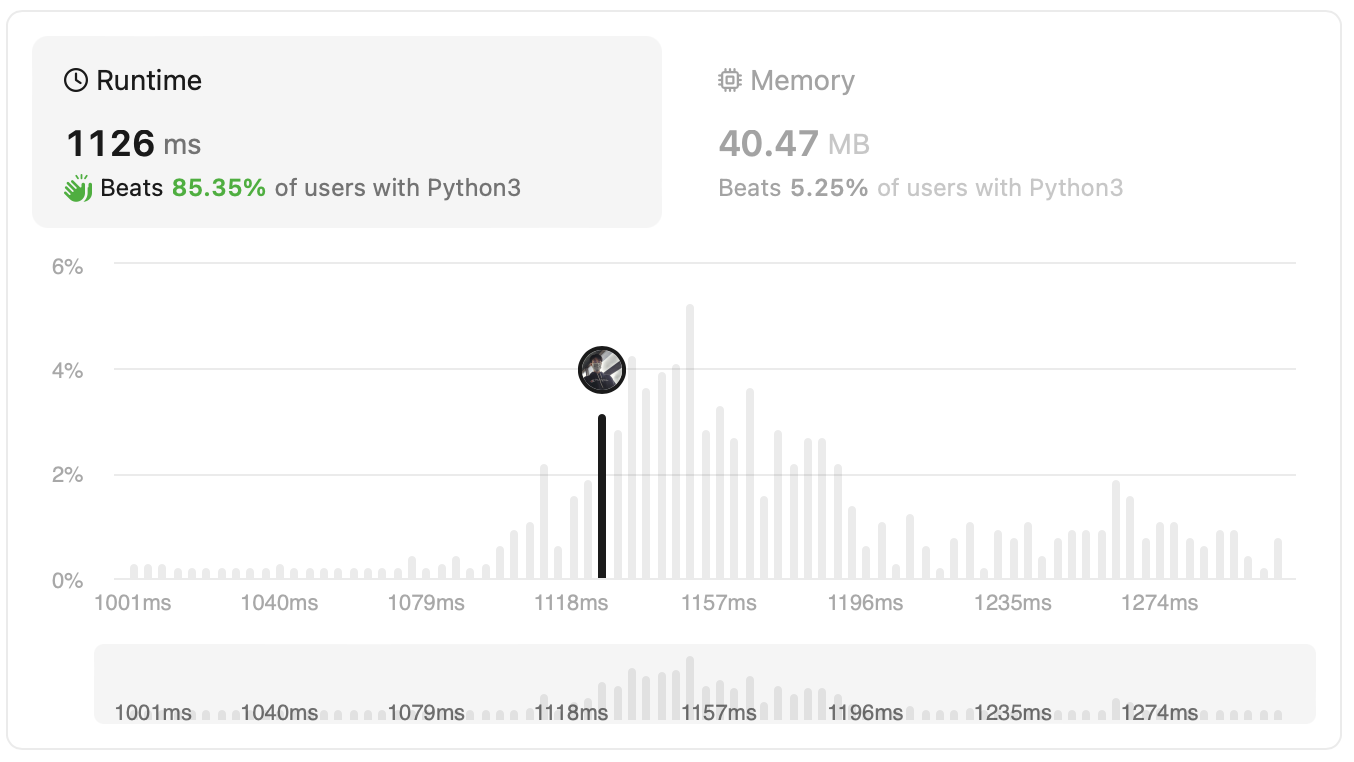 Runtime
1126 ms
Beats 85.35% of users with Python3
Memory
40.47 MB
Beats 5.25% of users with Python3
6%
4%
2%
0%
1001ms 1040ms 1079ms 1118ms 1157ms 1196ms 1235ms 1274ms
1001ms 1040ms 1079ms 1118ms 1157ms 1196ms 1235ms 1274ms